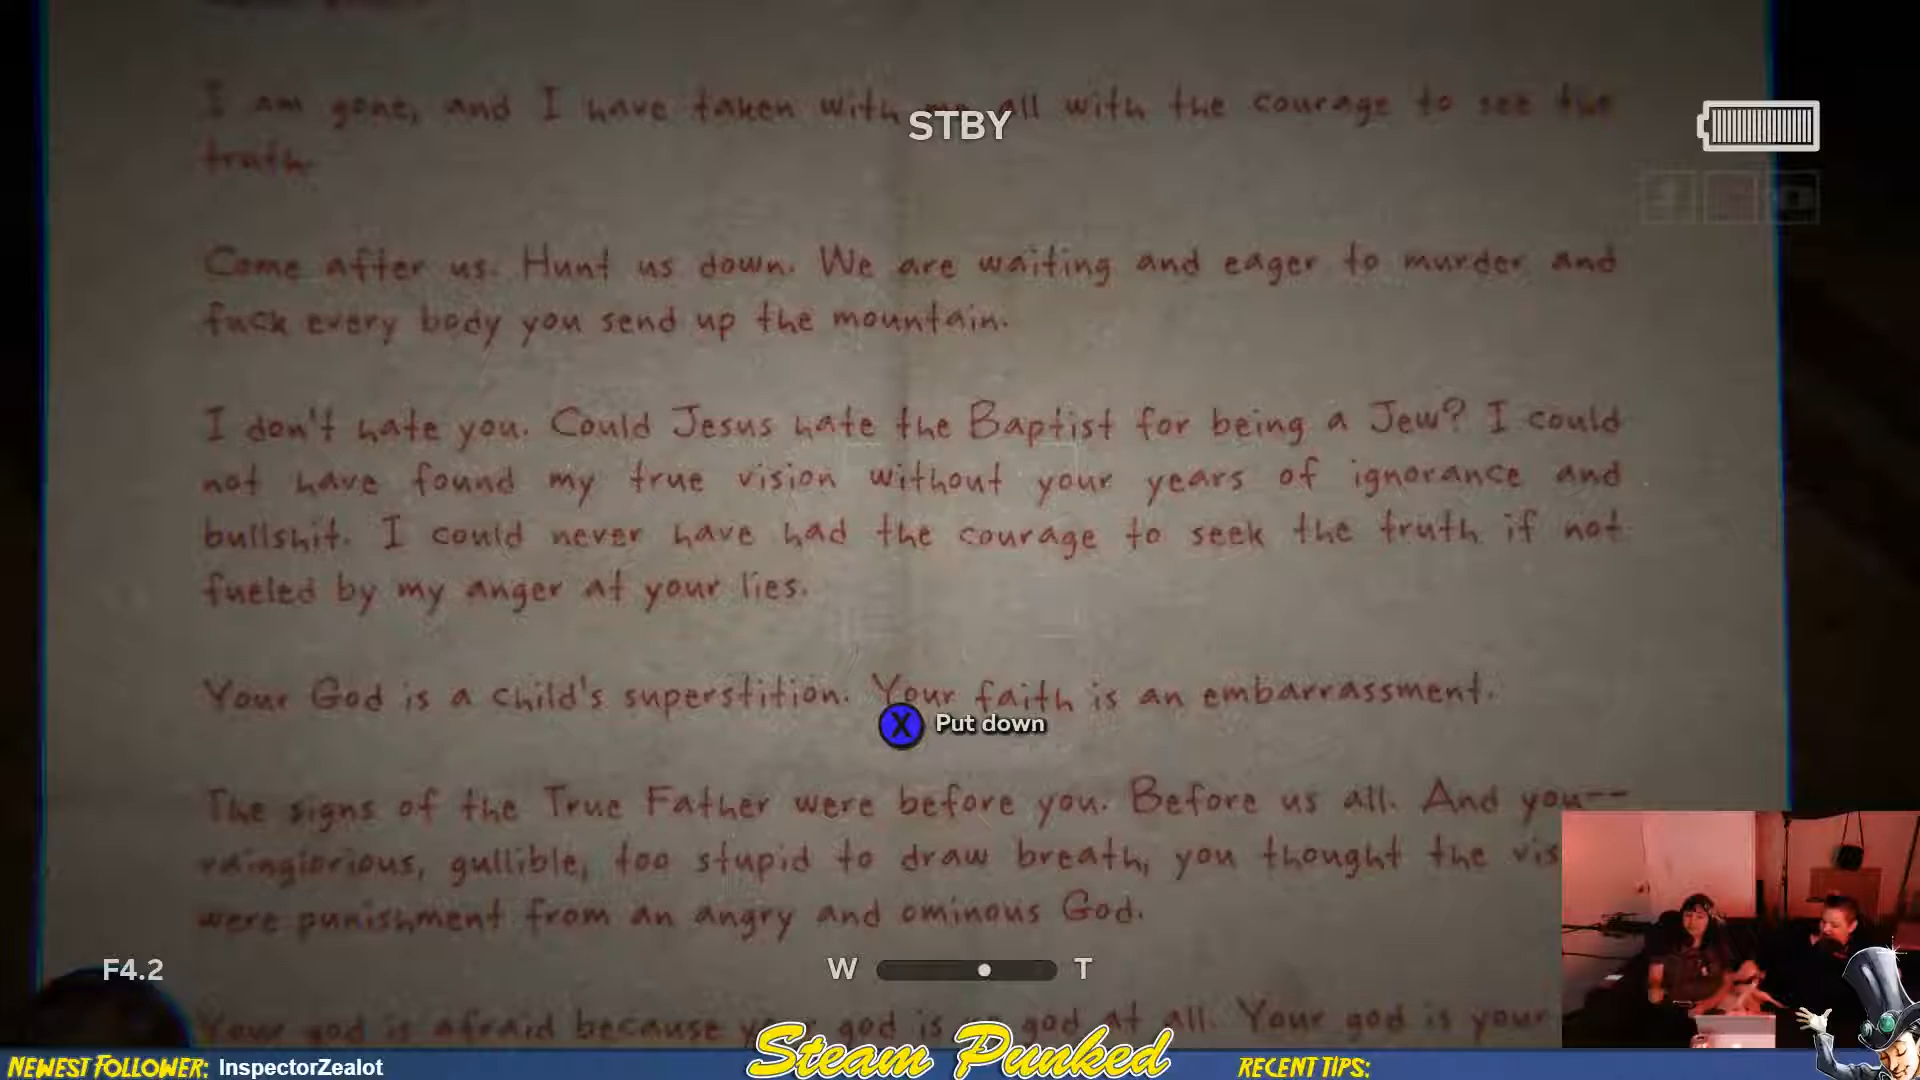 I am gone, and I have taken with me all with the courage to see the
STBY
truth.
Come after us. Hunt us down. We are waiting and eager to murder and
fuck every body you send up the mountain.
I don't hate you. Could Jesus hate the Baptist for being a Jew? I could
not have found my true vision without your years of ignorance and
bullshit. I could never have had the courage to seek the truth if not
fueled by my anger at your lies.
Your God is a child's superstition. Your faith is an embarrassment.
X Put down
The signs of the True Father were before you. Before us all. And you--
vainglorious, gullible, too stupid to draw breath, you thought the vis
were punishment from an angry and ominous God.
F4.2
W T
Your god is afraid because your god is no god at all. Your god is your
Steam Punked
NEWEST FOLLOWER: InspectorZealot
RECENT TIPS: